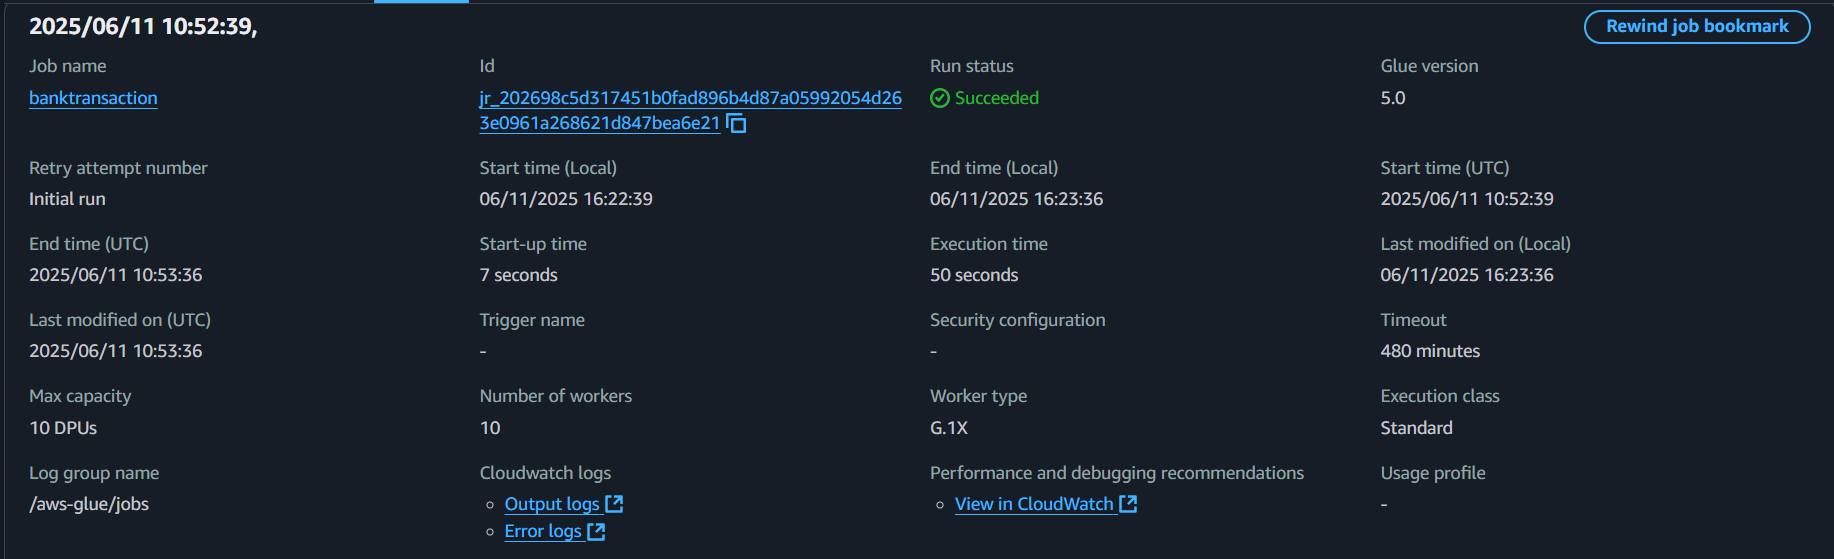 2025/06/11 10:52:39,
Rewind job bookmark
Job name
Id
Run status
Glue version
banktransaction
jr_202698c5d317451b0fad896b4d87a05992054d26
3e0961a268621d847bea6e21
Succeeded
5.0
Retry attempt number
Start time (Local)
End time (Local)
Start time (UTC)
Initial run
06/11/2025 16:22:39
06/11/2025 16:23:36
2025/06/11 10:52:39
End time (UTC)
Start-up time
Execution time
Last modified on (Local)
2025/06/11 10:53:36
7 seconds
50 seconds
06/11/2025 16:23:36
Last modified on (UTC)
Trigger name
Security configuration
Timeout
2025/06/11 10:53:36
-
-
480 minutes
Max capacity
Number of workers
Worker type
Execution class
10 DPUs
10
G.1X
Standard
Log group name
Cloudwatch logs
Performance and debugging recommendations
Usage profile
/aws-glue/jobs
Output logs
View in CloudWatch
-
Error logs